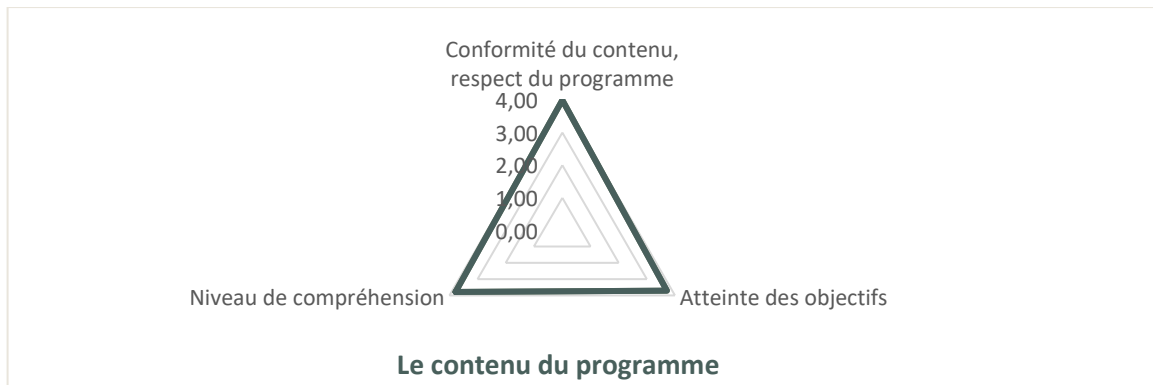 Conformité du contenu,
respect du programme
4,00
3,00
2,00
1,00
0,00
Niveau de compréhension
Atteinte des objectifs
Le contenu du programme